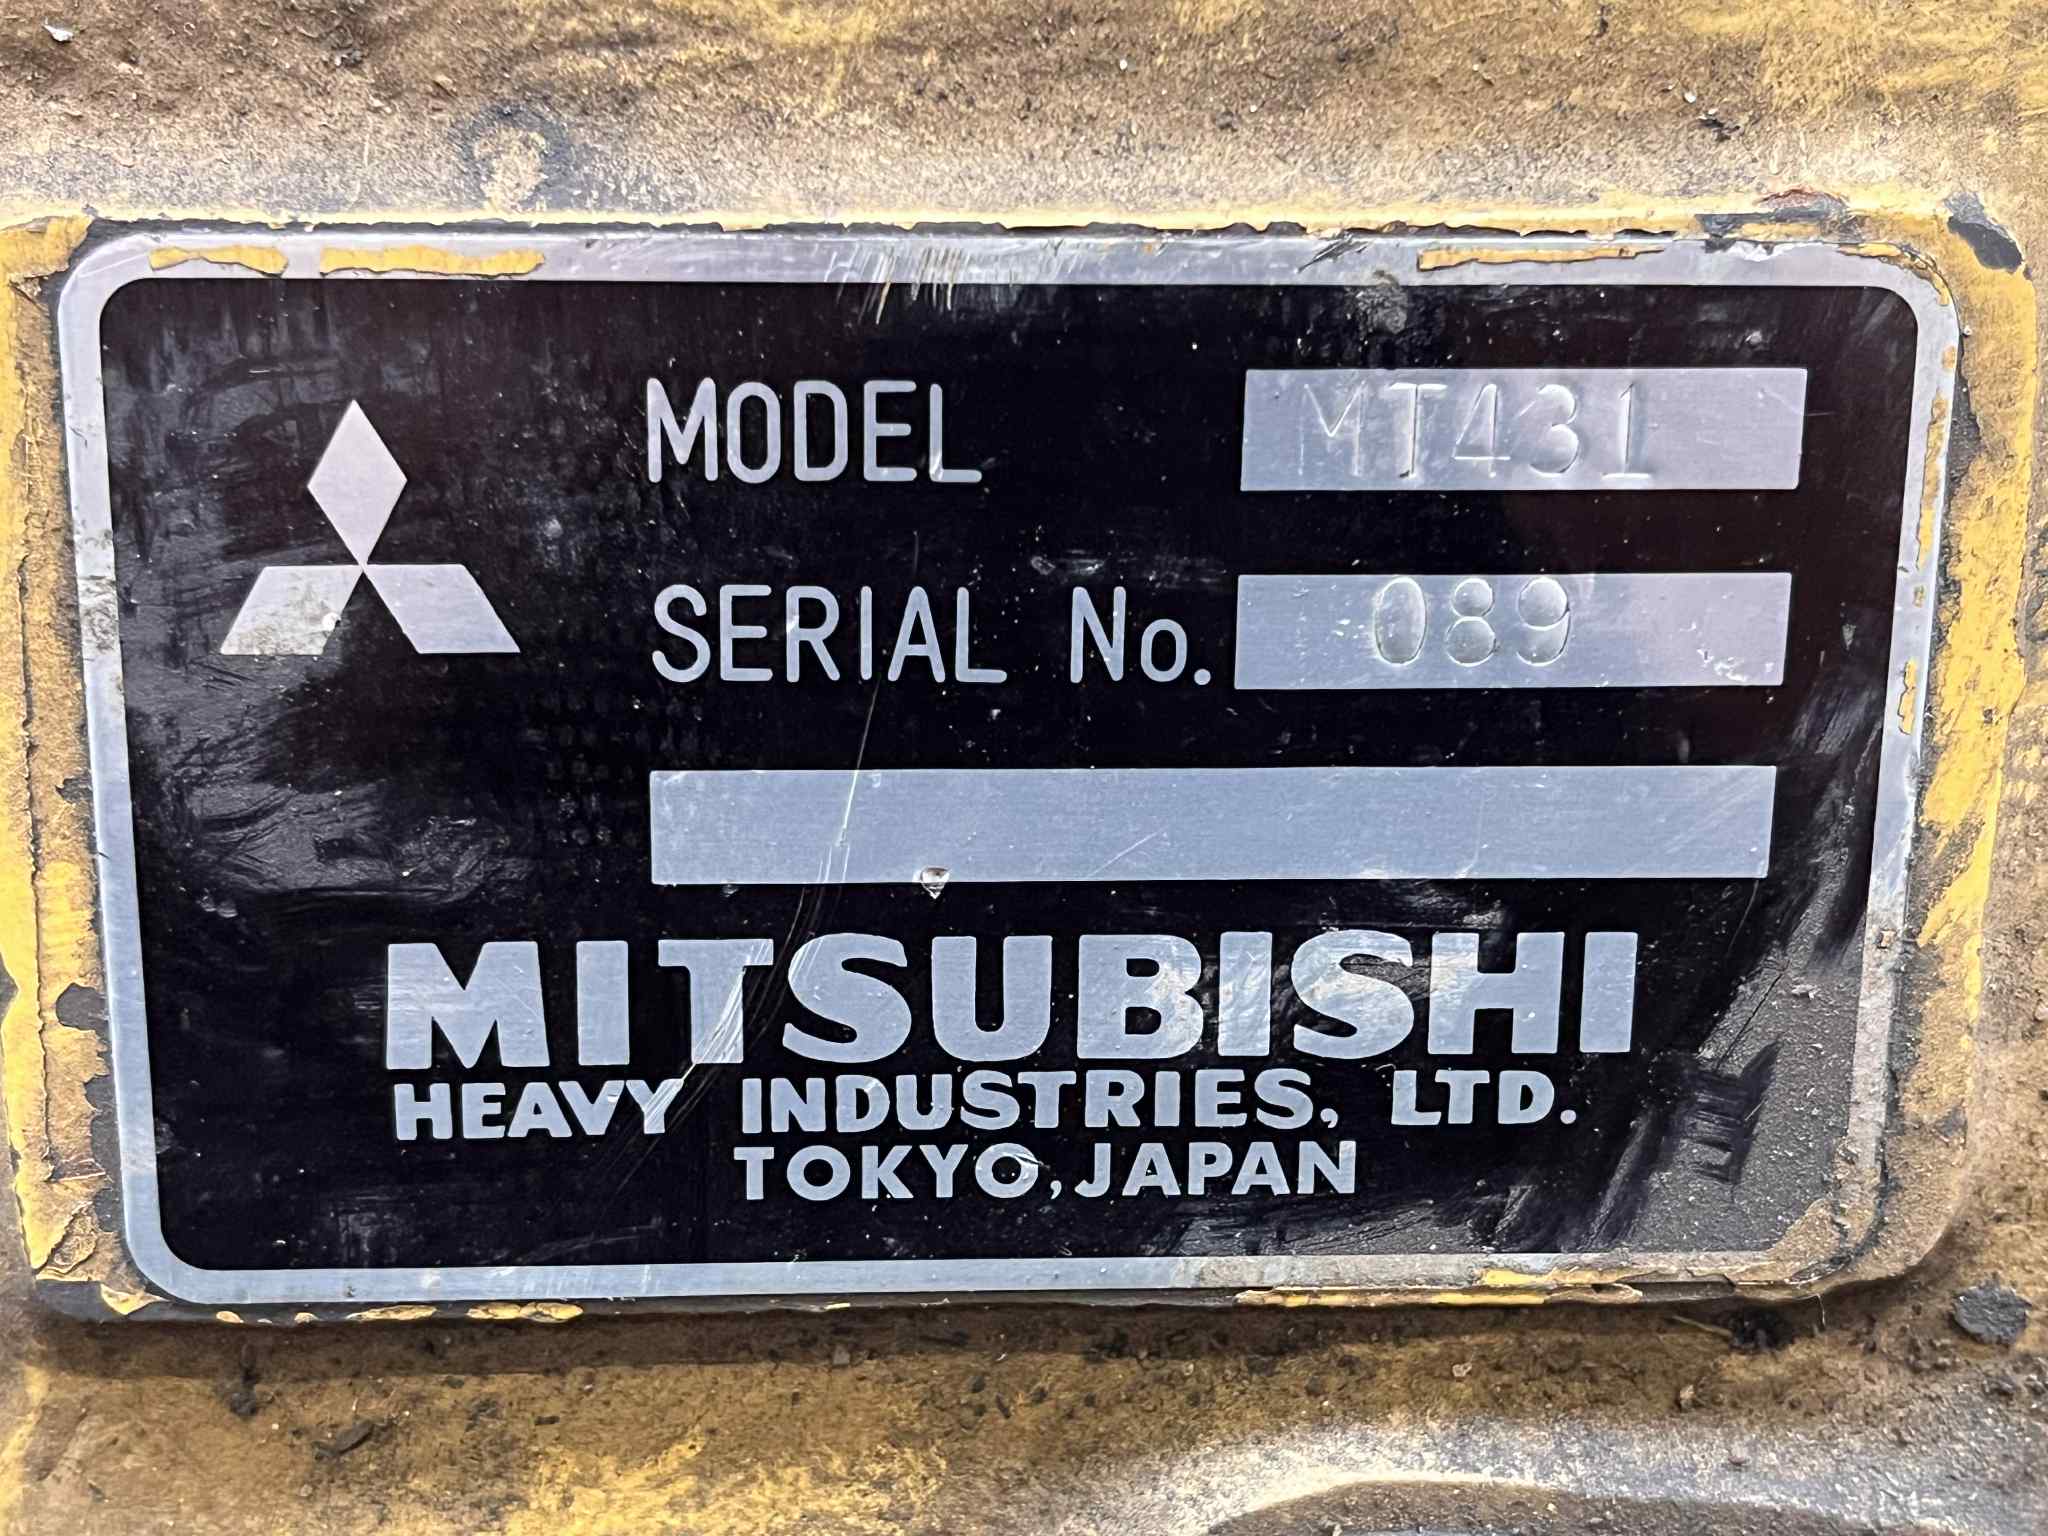 MODEL MT431
SERIAL No. 089
MITSUBISHI
HEAVY INDUSTRIES, LTD.
TOKYO, JAPAN